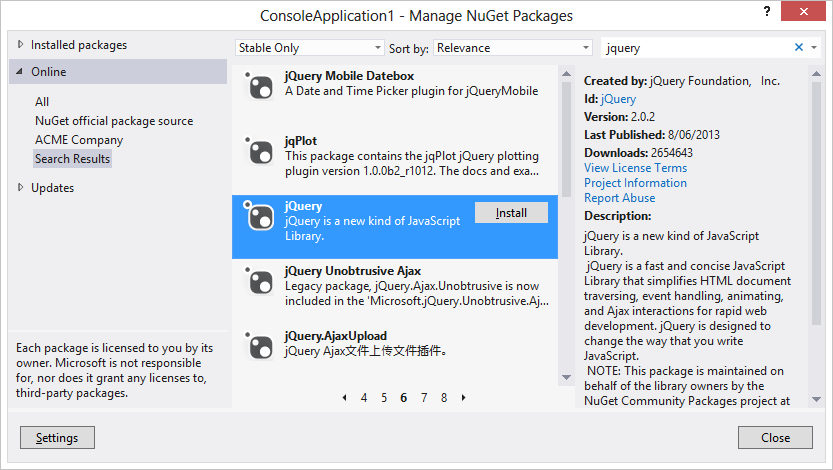 ConsoleApplication1 - Manage NuGet Packages
?
Installed packages
Online
All
NuGet official package source
ACME Company
Search Results
Updates
Each package is licensed to you by its
owner. Microsoft is not responsible
for, nor does it grant any licenses to,
third-party packages.
Stable Only
Sort by: Relevance
jquery
jQuery Mobile Datebox
A Date and Time Picker plugin for jQueryMobile
jqPlot
This package contains the jqPlot jQuery plotting
plugin version 1.0.0b2_r1012. The docs and exa...
jQuery
Install
jQuery is a new kind of JavaScript
Library.
jQuery Unobtrusive Ajax
Legacy package, jQuery.Ajax.Unobtrusive is now
included in the 'Microsoft.jQuery.Unobtrusive.Aj...
jQuery.AjaxUpload
jQuery Ajax文件上传文件插件。
4 5 6 7 8
Created by: jQuery Foundation, Inc.
Id: jQuery
Version: 2.0.2
Last Published: 8/06/2013
Downloads: 2654643
View License Terms
Project Information
Report Abuse
Description:
jQuery is a new kind of JavaScript
Library.
jQuery is a fast and concise JavaScript
Library that simplifies HTML document
traversing, event handling, animating,
and Ajax interactions for rapid web
development. jQuery is designed to
change the way that you write
JavaScript.
NOTE: This package is maintained on
behalf of the library owners by the
NuGet Community Packages project at
Settings
Close